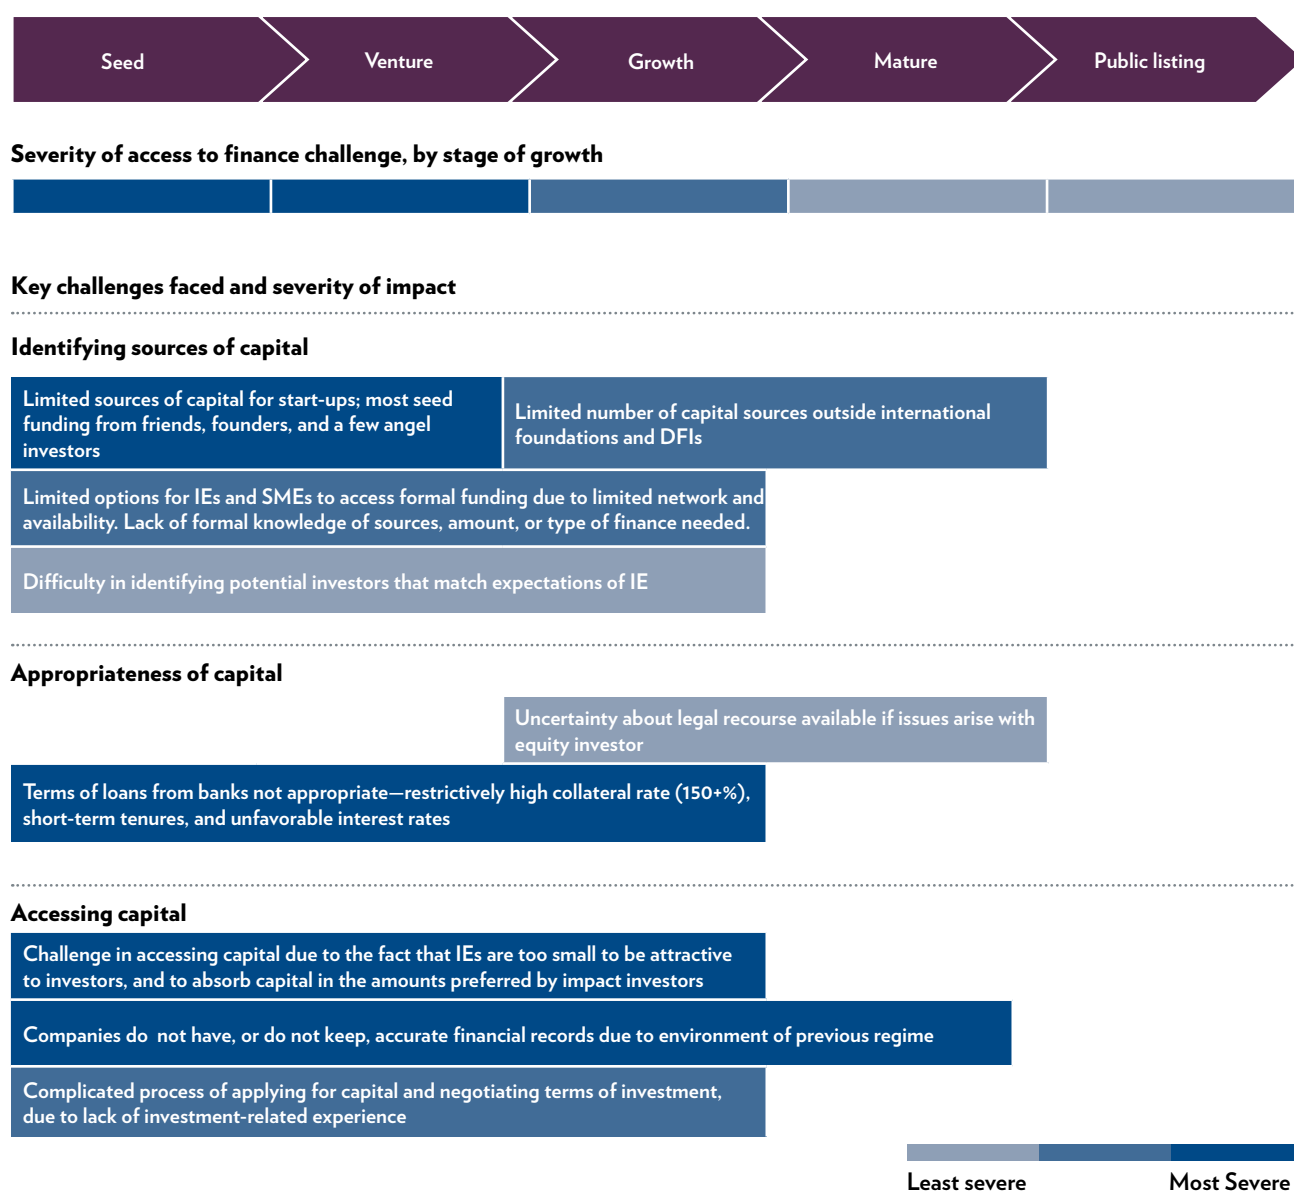 Seed
Venture
Growth
Mature
Public listing
Severity of access to finance challenge, by stage of growth
Key challenges faced and severity of impact
Identifying sources of capital
Limited sources of capital for start-ups; most seed
funding from friends, founders, and a few angel
investors
Limited number of capital sources outside international
foundations and DFIs
Limited options for IEs and SMEs to access formal funding due to limited network and
availability. Lack of formal knowledge of sources, amount, or type of finance needed.
Difficulty in identifying potential investors that match expectations of IE
Appropriateness of capital
Uncertainty about legal recourse available if issues arise with
equity investor
Terms of loans from banks not appropriate—restrictively high collateral rate (150+%),
short-term tenures, and unfavorable interest rates
Accessing capital
Challenge in accessing capital due to the fact that IEs are too small to be attractive
to investors, and to absorb capital in the amounts preferred by impact investors
Companies do not have, or do not keep, accurate financial records due to environment of previous regime
Complicated process of applying for capital and negotiating terms of investment,
due to lack of investment-related experience
Least severe
Most Severe